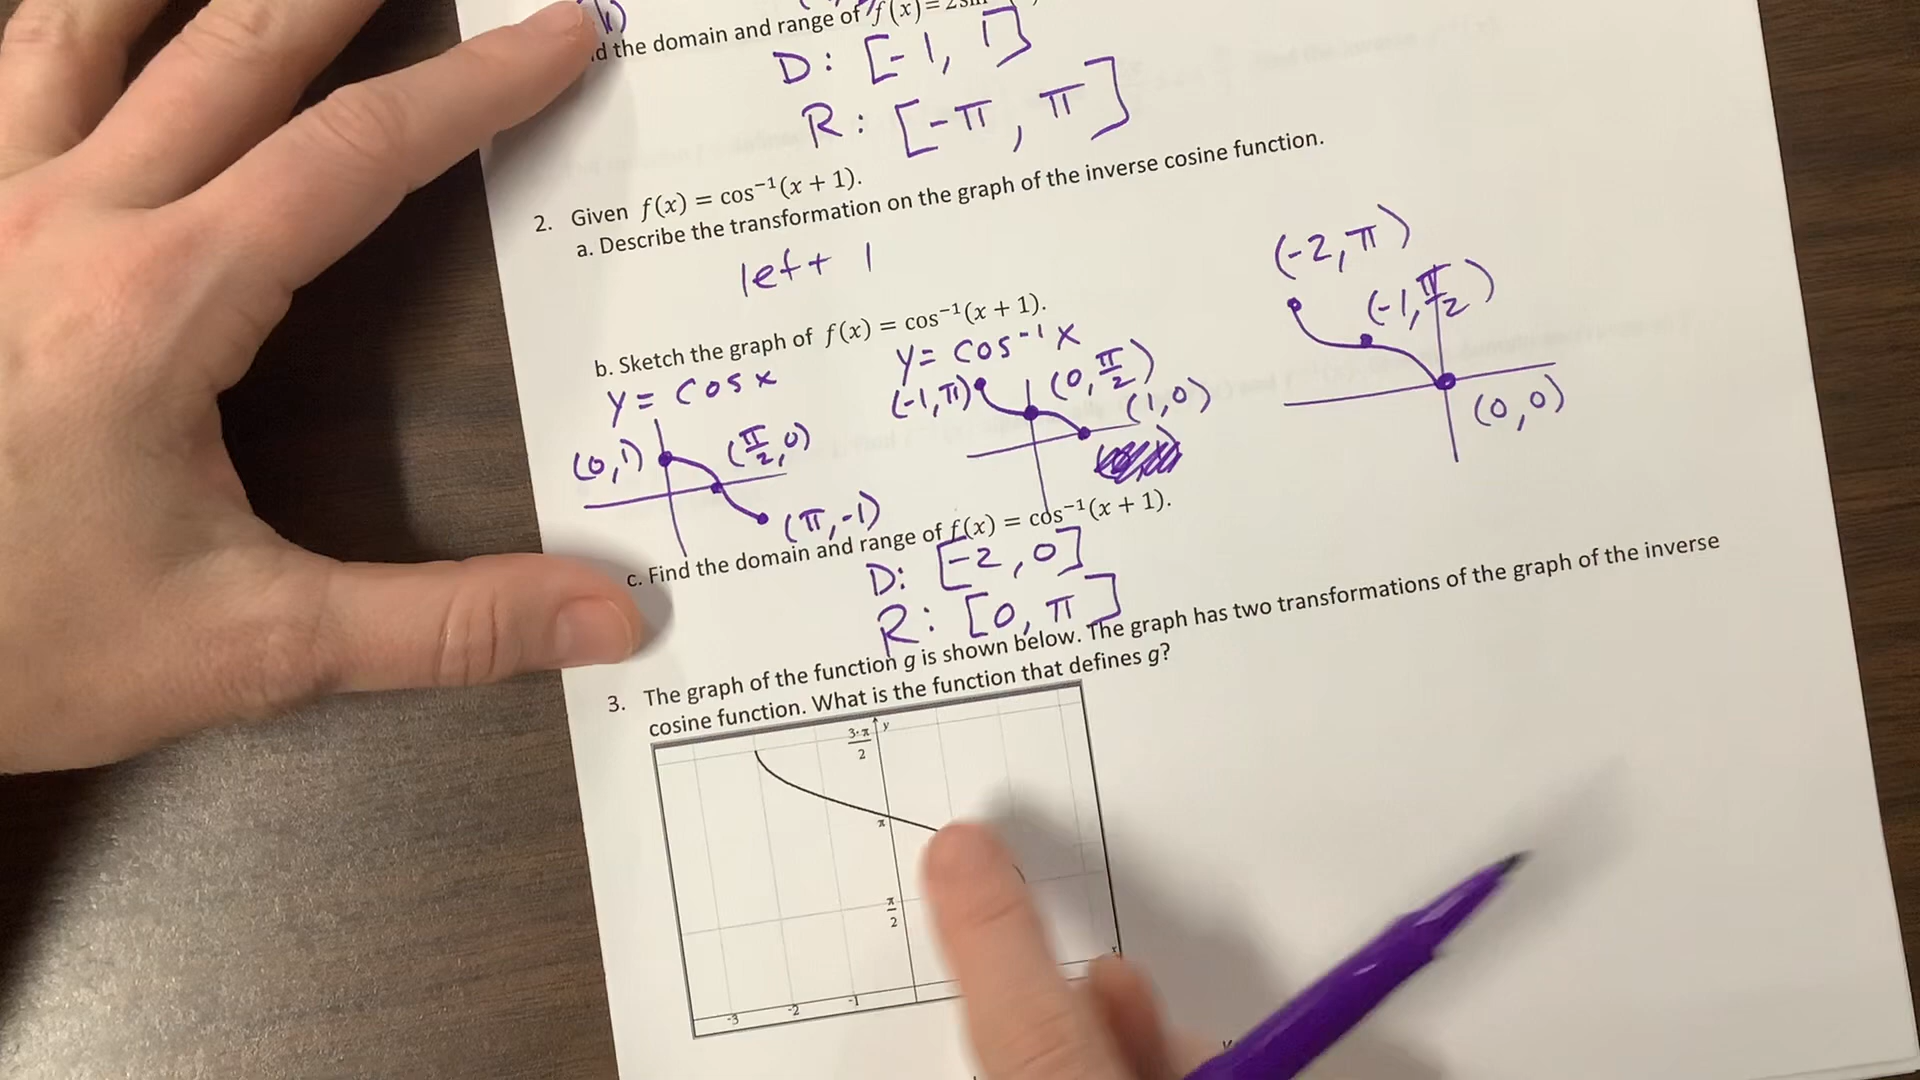 d the domain and range of f(x) = 2sin
D: [-1, 1]
R: [-π, π]
2. Given f(x) = cos⁻¹(x + 1).
a. Describe the transformation on the graph of the inverse cosine function.
left 1
b. Sketch the graph of f(x) = cos⁻¹(x + 1).
y = cos x
(0,1)
(π/2, 0)
(π, -1)
y = cos⁻¹ x
(-1, π)
(0, π/2)
(1, 0)
(-2, π)
(-1, π/2)
(0, 0)
c. Find the domain and range of f(x) = cos⁻¹(x + 1).
D: [-2, 0]
R: [0, π]
3. The graph of the function g is shown below. The graph has two transformations of the graph of the inverse
cosine function. What is the function that defines g?
3·π/2
y
π
π/2
x
-3 -2 -1